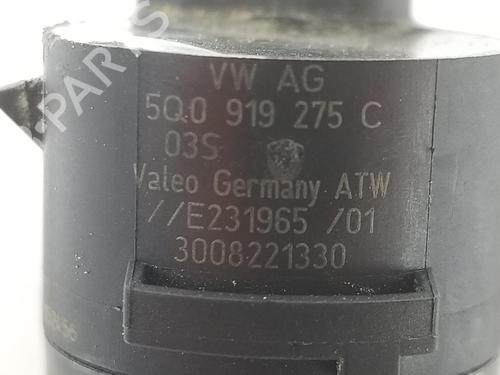 VW AG
5Q0 919 275 C
03S
Valeo Germany ATW
//E231965 /01
3008221330